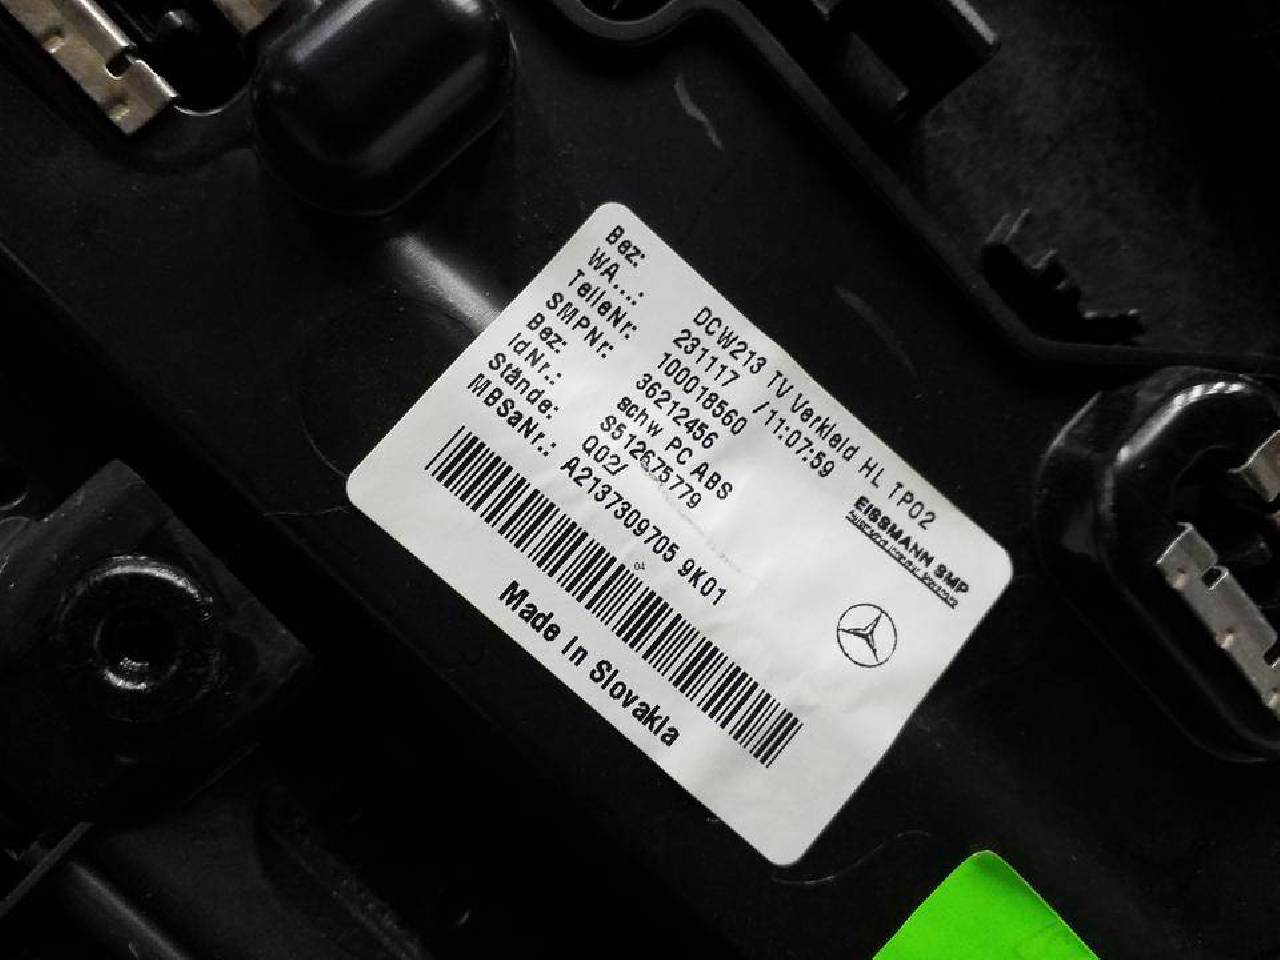 Bez: DCW213 TV Verkleid HL TP02
WA...: 231117 /11:07:59
TeileNr: 100018560
SMPNr: 36212456
Bez: schw. PC ABS
IdNr.: S512675779
Stände: Q02/
MBSaNr.: A2137309705 9K01
EISSMANN SMP
Made in Slovakia